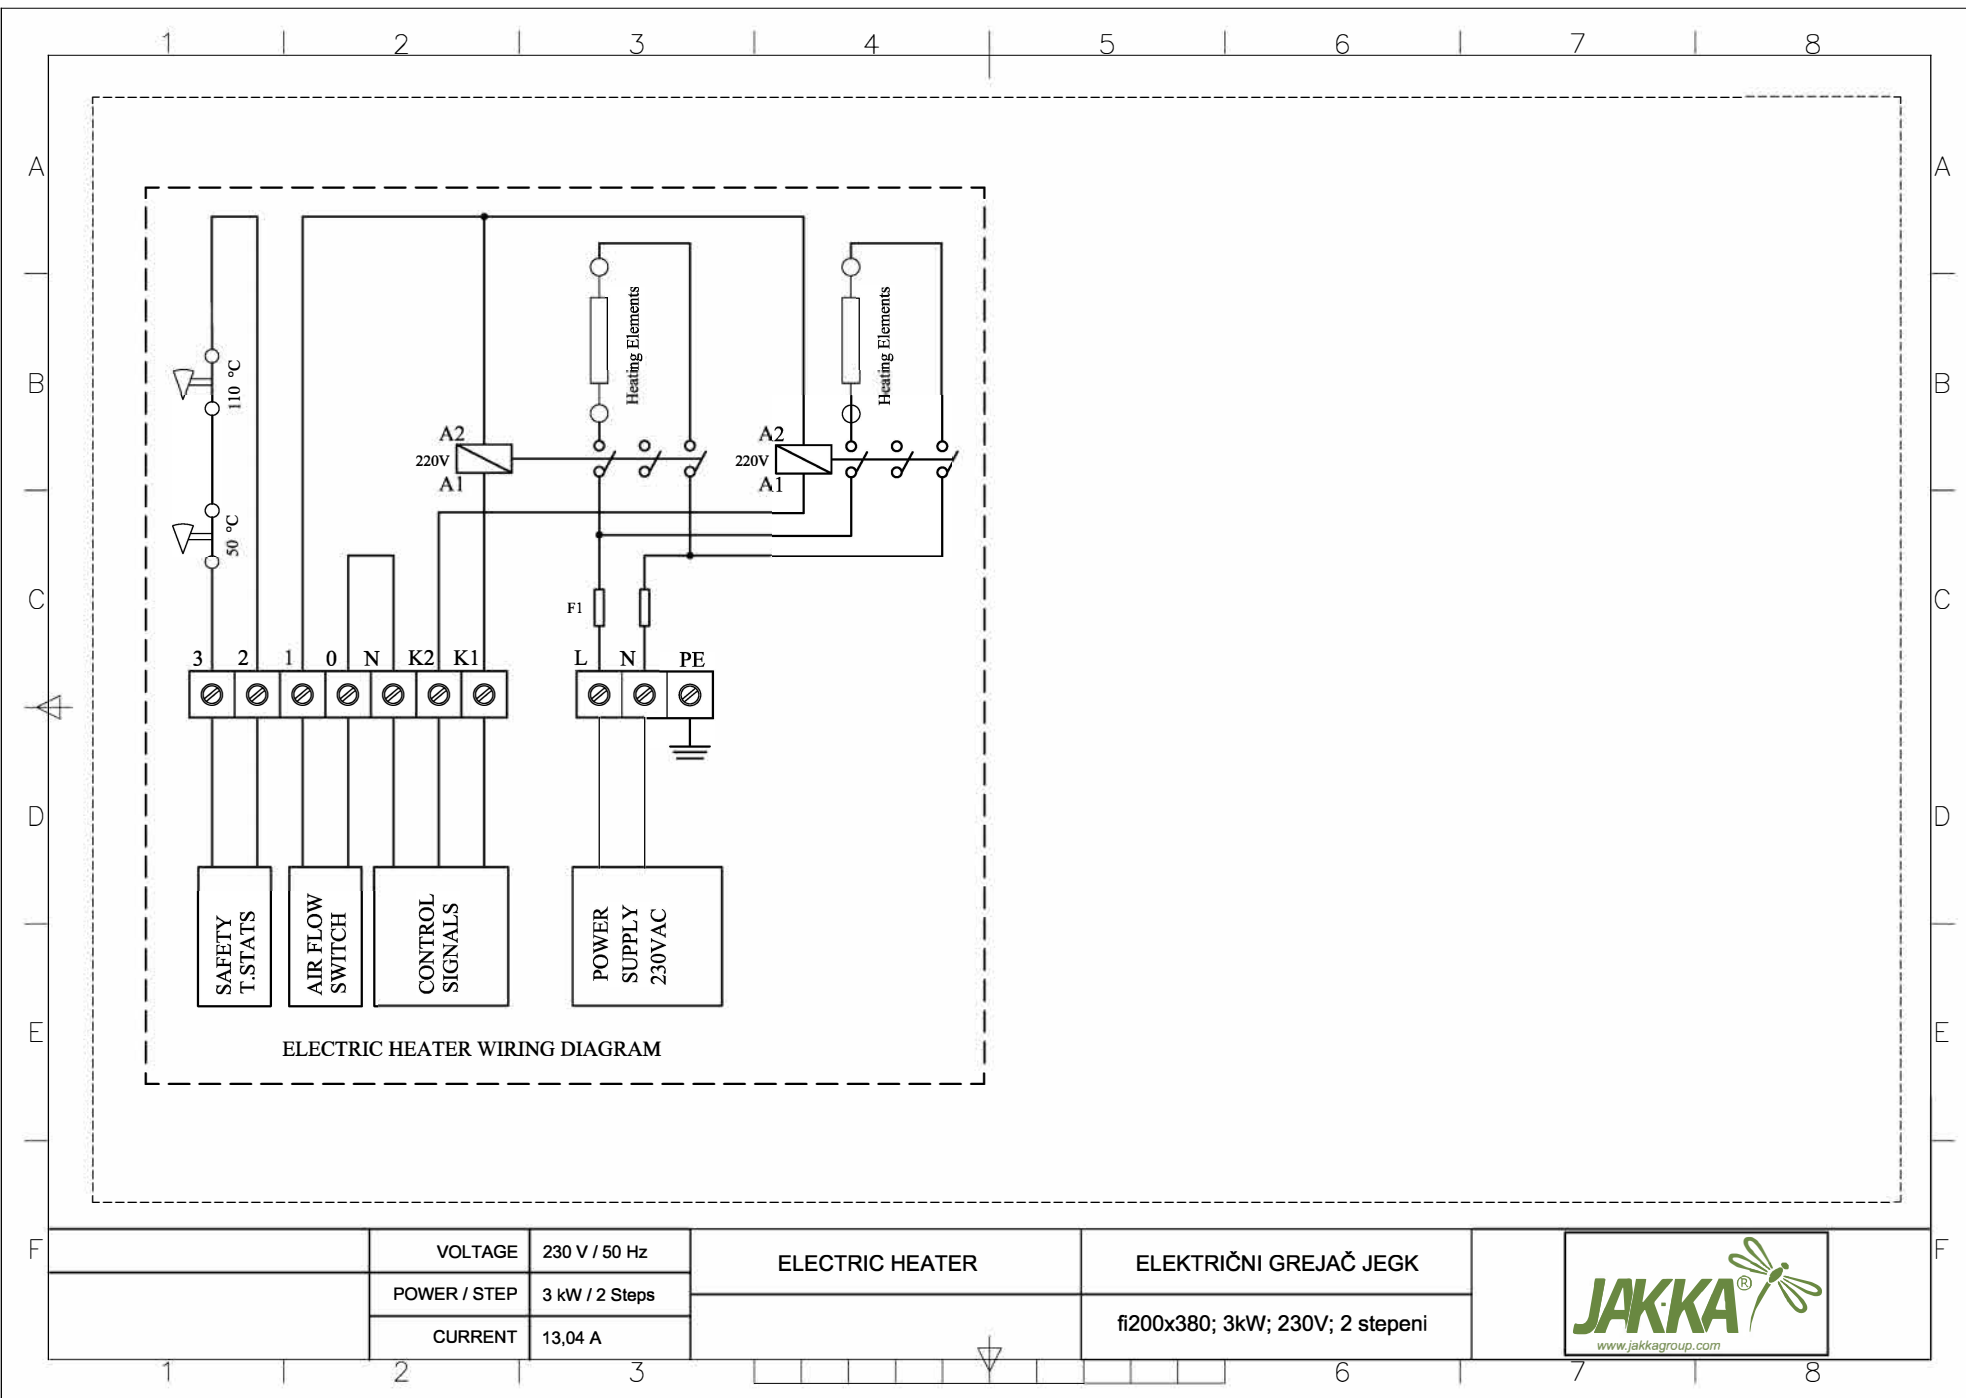 1 2 3 4 5 6 7 8
A A
B B
C C
D D
E E
F F
110 °C
50 °C
A2
220V
A1
Heating Elements
A2
220V
A1
Heating Elements
F1
3 2 1 0 N K2 K1
L N PE
SAFETY
T.STATS
AIR FLOW
SWITCH
CONTROL
SIGNALS
POWER
SUPPLY
230VAC
ELECTRIC HEATER WIRING DIAGRAM
VOLTAGE 230 V / 50 Hz
POWER / STEP 3 kW / 2 Steps
CURRENT 13,04 A
ELECTRIC HEATER
ELEKTRIČNI GREJAČ JEGK
fi200x380; 3kW; 230V; 2 stepeni
JAKKA®
www.jakkagroup.com
1 2 3 6 7 8